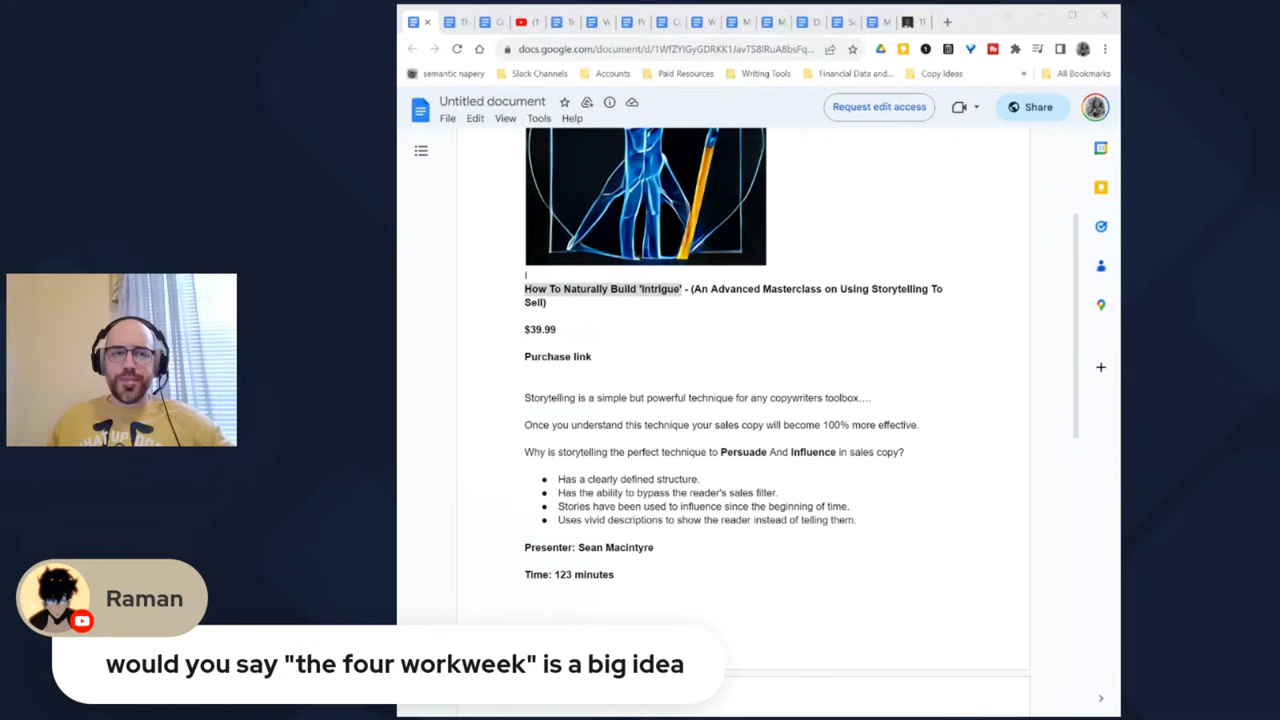 docs.google.com/document/d/1WfZYIGyGDRKK1JavTS8lRuA8bsFq...
semantic napery
Slack Channels
Accounts
Paid Resources
Writing Tools
Financial Data and...
Copy Ideas
»
All Bookmarks
Untitled document
Request edit access
Share
File Edit View Tools Help
How To Naturally Build 'Intrigue' - (An Advanced Masterclass on Using Storytelling To
Sell)
$39.99
Purchase link
Storytelling is a simple but powerful technique for any copywriters toolbox….
Once you understand this technique your sales copy will become 100% more effective.
Why is storytelling the perfect technique to Persuade And Influence in sales copy?
● Has a clearly defined structure.
● Has the ability to bypass the reader's sales filter.
● Stories have been used to influence since the beginning of time.
● Uses vivid descriptions to show the reader instead of telling them.
Presenter: Sean Macintyre
Time: 123 minutes
Raman
would you say "the four workweek" is a big idea